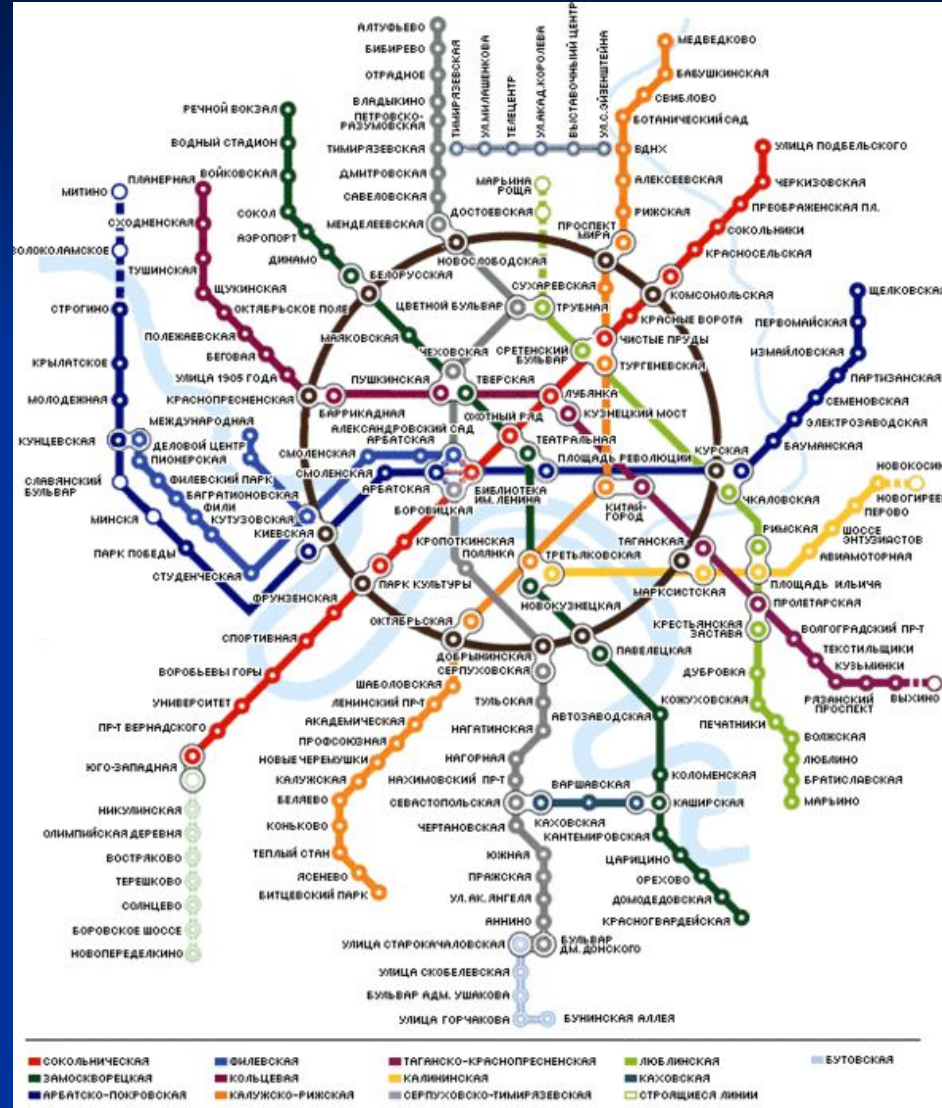 АЛТУФЬЕВО
БИБИРЕВО
ОТРАДНОЕ
ВЛАДЫКИНО
ПЕТРОВСКО-
РАЗУМОВСКАЯ
ТИМИРЯЗЕВСКАЯ
ДМИТРОВСКАЯ
САВЕЛОВСКАЯ
МЕНДЕЛЕЕВСКАЯ
ТИМИРЯЗЕВСКАЯ
УЛ.МИЛАШЕНКОВА
ТЕЛЕЦЕНТР
УЛ.АКАД.КОРОЛЕВА
ВЫСТАВОЧНЫЙ ЦЕНТР
УЛ.С.ЭЙЗЕНШТЕЙНА
МЕДВЕДКОВО
БАБУШКИНСКАЯ
СВИБЛОВО
БОТАНИЧЕСКИЙ САД
ВДНХ
АЛЕКСЕЕВСКАЯ
РИЖСКАЯ
ПРОСПЕКТ
МИРА
УЛИЦА ПОДБЕЛЬСКОГО
ЧЕРКИЗОВСКАЯ
ПРЕОБРАЖЕНСКАЯ ПЛ.
СОКОЛЬНИКИ
КРАСНОСЕЛЬСКАЯ
КОМСОМОЛЬСКАЯ
КРАСНЫЕ ВОРОТА
ЧИСТЫЕ ПРУДЫ
ТУРГЕНЕВСКАЯ
РЕЧНОЙ ВОКЗАЛ
ВОДНЫЙ СТАДИОН
ВОЙКОВСКАЯ
СОКОЛ
АЭРОПОРТ
ДИНАМО
БЕЛОРУССКАЯ
МАЯКОВСКАЯ
ПЛАНЕРНАЯ
СХОДНЕНСКАЯ
ТУШИНСКАЯ
ЩУКИНСКАЯ
ОКТЯБРЬСКОЕ ПОЛЕ
ПОЛЕЖАЕВСКАЯ
БЕГОВАЯ
УЛИЦА 1905 ГОДА
КРАСНОПРЕСНЕНСКАЯ
БАРРИКАДНАЯ
МИТИНО
ВОЛОКОЛАМСКОЕ
СТРОГИНО
КРЫЛАТСКОЕ
МОЛОДЕЖНАЯ
КУНЦЕВСКАЯ
СЛАВЯНСКИЙ
БУЛЬВАР
МИНСКАЯ
ПАРК ПОБЕДЫ
МЕЖДУНАРОДНАЯ
ДЕЛОВОЙ ЦЕНТР
ПИОНЕРСКАЯ
ФИЛЕВСКИЙ ПАРК
БАГРАТИОНОВСКАЯ
ФИЛИ
КУТУЗОВСКАЯ
СТУДЕНЧЕСКАЯ
КИЕВСКАЯ
СМОЛЕНСКАЯ
СМОЛЕНСКАЯ
АРБАТСКАЯ
АРБАТСКАЯ
АЛЕКСАНДРОВСКИЙ САД
МАРЬИНА
РОЩА
ДОСТОЕВСКАЯ
НОВОСЛОБОДСКАЯ
ЦВЕТНОЙ БУЛЬВАР
ТРУБНАЯ
СУХАРЕВСКАЯ
СРЕТЕНСКИЙ
БУЛЬВАР
ЧЕХОВСКАЯ
ПУШКИНСКАЯ
ТВЕРСКАЯ
ЛУБЯНКА
КУЗНЕЦКИЙ МОСТ
ОХОТНЫЙ РЯД
ТЕАТРАЛЬНАЯ
ПЛОЩАДЬ РЕВОЛЮЦИИ
БИБЛИОТЕКА
ИМ. ЛЕНИНА
БОРОВИЦКАЯ
КИТАЙ-
ГОРОД
КУРСКАЯ
ЧКАЛОВСКАЯ
ЩЕЛКОВСКАЯ
ПЕРВОМАЙСКАЯ
ИЗМАЙЛОВСКАЯ
ПАРТИЗАНСКАЯ
СЕМЕНОВСКАЯ
ЭЛЕКТРОЗАВОДСКАЯ
БАУМАНСКАЯ
НОВОКОСИН
НОВОГИРЕЕ
ПЕРОВО
ШОССЕ
ЭНТУЗИАСТОВ
АВИАМОТОРНАЯ
РИМСКАЯ
ПЛОЩАДЬ ИЛЬИЧА
ТАГАНСКАЯ
МАРКСИСТСКАЯ
ПРОЛЕТАРСКАЯ
КРЕСТЬЯНСКАЯ
ЗАСТАВА
ВОЛГОГРАДСКИЙ ПР-Т
ТЕКСТИЛЬЩИКИ
КУЗЬМИНКИ
РЯЗАНСКИЙ
ПРОСПЕКТ
ВЫХИНО
ДУБРОВКА
КОЖУХОВСКАЯ
ПЕЧАТНИКИ
ВОЛЖСКАЯ
ЛЮБЛИНО
БРАТИСЛАВСКАЯ
МАРЬИНО
КРОПОТКИНСКАЯ
ПОЛЯНКА
ТРЕТЬЯКОВСКАЯ
НОВОКУЗНЕЦКАЯ
ПАРК КУЛЬТУРЫ
ФРУНЗЕНСКАЯ
СПОРТИВНАЯ
ВОРОБЬЕВЫ ГОРЫ
УНИВЕРСИТЕТ
ПР-Т ВЕРНАДСКОГО
ЮГО-ЗАПАДНАЯ
НИКУЛИНСКАЯ
ОЛИМПИЙСКАЯ ДЕРЕВНЯ
ВОСТРЯКОВО
ТЕРЕШКОВО
СОЛНЦЕВО
БОРОВСКОЕ ШОССЕ
НОВОПЕРЕДЕЛКИНО
ОКТЯБРЬСКАЯ
ДОБРЫНИНСКАЯ
СЕРПУХОВСКАЯ
ПАВЕЛЕЦКАЯ
ШАБОЛОВСКАЯ
ЛЕНИНСКИЙ ПР-Т
АКАДЕМИЧЕСКАЯ
ПРОФСОЮЗНАЯ
НОВЫЕ ЧЕРЕМУШКИ
КАЛУЖСКАЯ
БЕЛЯЕВО
КОНЬКОВО
ТЕПЛЫЙ СТАН
ЯСЕНЕВО
БИТЦЕВСКИЙ ПАРК
ТУЛЬСКАЯ
НАГАТИНСКАЯ
НАГОРНАЯ
НАХИМОВСКИЙ ПР-Т
СЕВАСТОПОЛЬСКАЯ
ЧЕРТАНОВСКАЯ
ЮЖНАЯ
ПРАЖСКАЯ
УЛ.АК.ЯНГЕЛЯ
АННИНО
БУЛЬВАР
ДМ.ДОНСКОГО
УЛИЦА СТАРОКАЧАЛОВСКАЯ
УЛИЦА СКОБЕЛЕВСКАЯ
БУЛЬВАР АДМ. УШАКОВА
УЛИЦА ГОРЧАКОВА
БУНИНСКАЯ АЛЛЕЯ
АВТОЗАВОДСКАЯ
КОЛОМЕНСКАЯ
ВАРШАВСКАЯ
КАХОВСКАЯ
КАШИРСКАЯ
КАНТЕМИРОВСКАЯ
ЦАРИЦИНО
ОРЕХОВО
ДОМОДЕДОВСКАЯ
КРАСНОГВАРДЕЙСКАЯ
СОКОЛЬНИЧЕСКАЯ
ЗАМОСКВОРЕЦКАЯ
АРБАТСКО-ПОКРОВСКАЯ
ФИЛЕВСКАЯ
КОЛЬЦЕВАЯ
КАЛУЖСКО-РИЖСКАЯ
ТАГАНСКО-КРАСНОПРЕСНЕНСКАЯ
КАЛИНИНСКАЯ
СЕРПУХОВСКО-ТИМИРЯЗЕВСКАЯ
ЛЮБЛИНСКАЯ
КАХОВСКАЯ
СТРОЯЩИЕСЯ ЛИНИИ
БУТОВСКАЯ